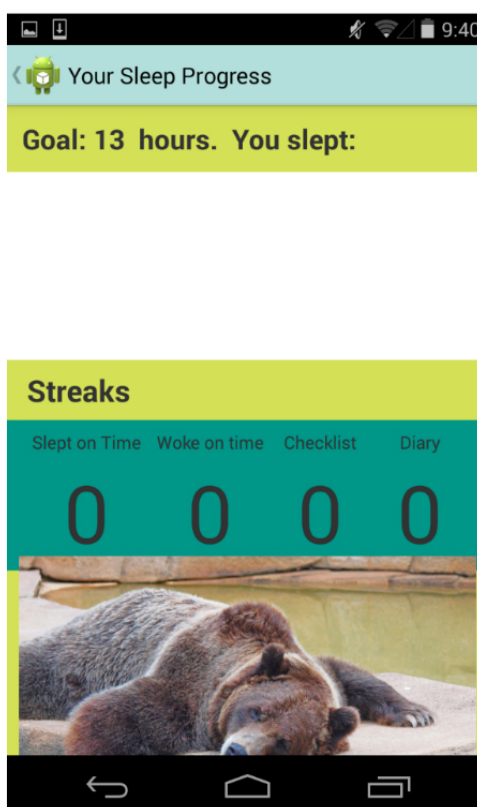 9:40
Your Sleep Progress
Goal: 13 hours. You slept:
Streaks
Slept on Time Woke on time Checklist Diary
0 0 0 0